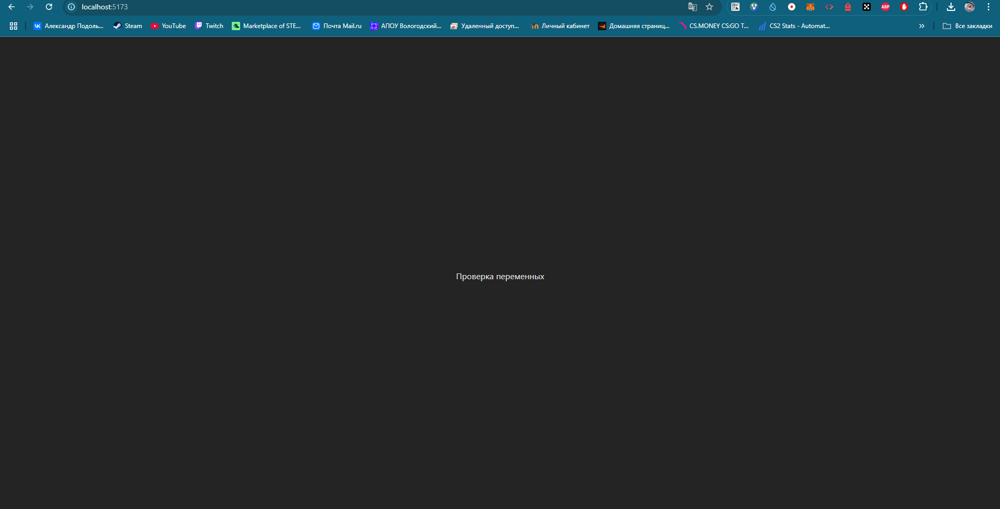 localhost:5173
ABP
Александр Подоль...
Steam
YouTube
Twitch
Marketplace of STE...
Почта Mail.ru
АПОУ Вологодский...
Удаленный доступ...
Личный кабинет
Домашняя страниц...
CS.MONEY CS:GO T...
CS2 Stats - Automat...
Все закладки
Проверка переменных